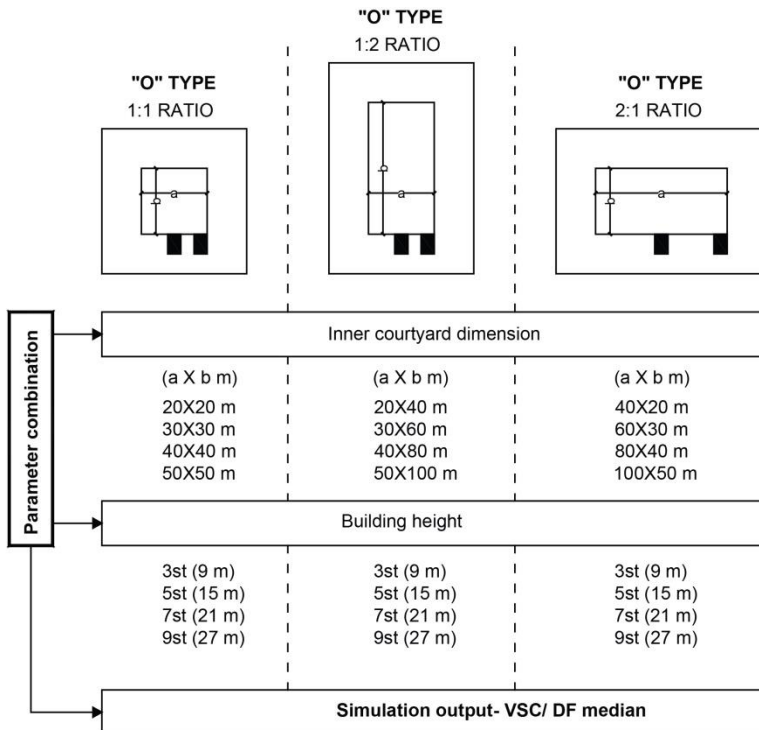 "O" TYPE
1:1 RATIO
"O" TYPE
1:2 RATIO
"O" TYPE
2:1 RATIO
a
b
a
b
a
b
Parameter combination
Inner courtyard dimension
(a X b m)
20X20 m
30X30 m
40X40 m
50X50 m
(a X b m)
20X40 m
30X60 m
40X80 m
50X100 m
(a X b m)
40X20 m
60X30 m
80X40 m
100X50 m
Building height
3st (9 m)
5st (15 m)
7st (21 m)
9st (27 m)
3st (9 m)
5st (15 m)
7st (21 m)
9st (27 m)
3st (9 m)
5st (15 m)
7st (21 m)
9st (27 m)
Simulation output- VSC/ DF median